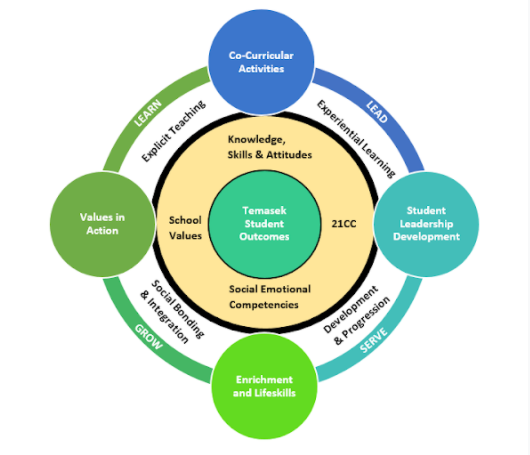 Co-Curricular
Activities
LEARN
LEAD
Explicit Teaching
Experiential Learning
Knowledge,
Skills & Attitudes
Values in
Action
School
Values
Temasek
Student
Outcomes
21CC
Student
Leadership
Development
Social Emotional
Competencies
Social Bonding
& Integration
Development
& Progression
GROW
SERVE
Enrichment
and Lifeskills